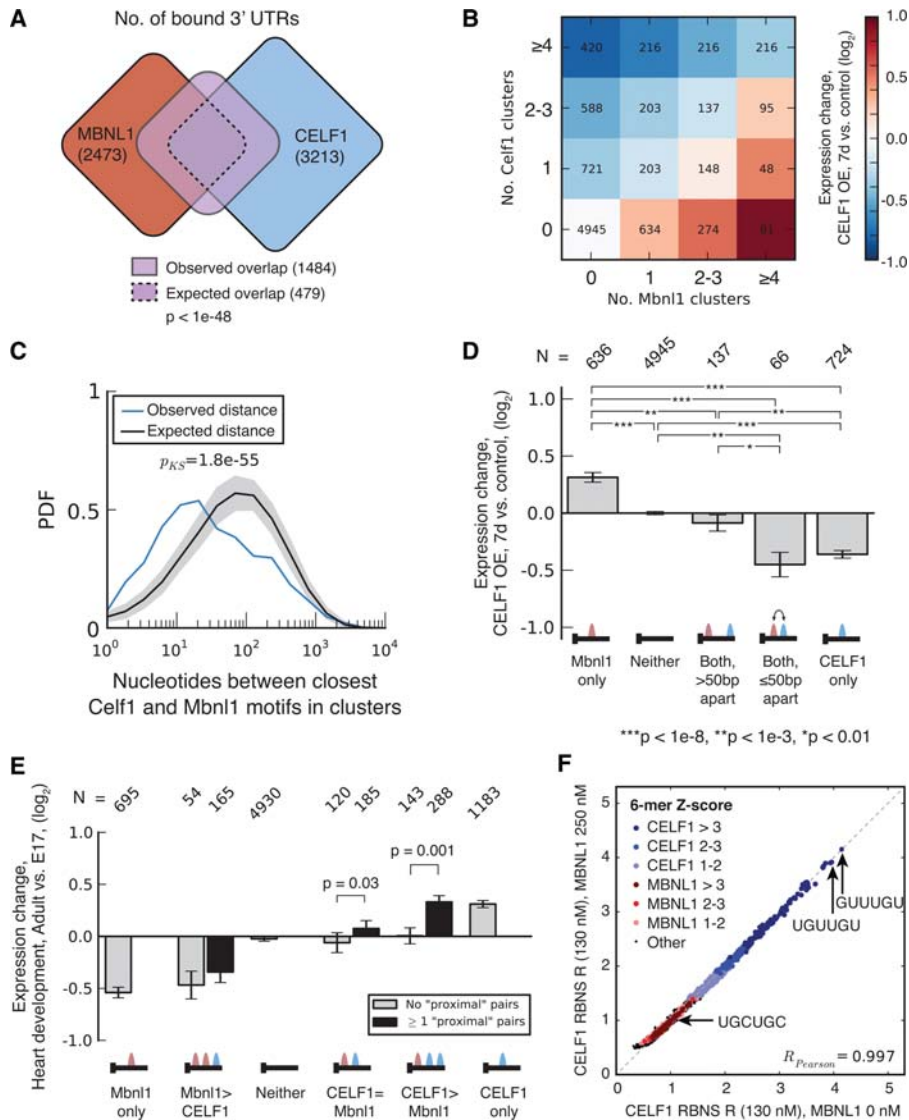 A
No. of bound 3' UTRs
MBNL1
(2473)
CELF1
(3213)
Observed overlap (1484)
Expected overlap (479)
p < 1e-48
B
No. Celf1 clusters
≥4
2-3
1
0
420 216 216 216
588 203 137 95
721 203 148 48
4945 634 274 81
0 1 2-3 ≥4
No. Mbnl1 clusters
1.0
0.5
0.0
-0.5
-1.0
Expression change,
CELF1 OE, 7d vs. control (log2)
C
PDF
1
0.5
0
Observed distance
Expected distance
pKS=1.8e-55
10^0 10^1 10^2 10^3 10^4
Nucleotides between closest
Celf1 and Mbnl1 motifs in clusters
D
N = 636 4945 137 66 724
Expression change,
CELF1 OE, 7d vs. control, (log2)
1.0
0.5
0.0
-0.5
-1.0
***
***
** **
*** ***
**
*
Mbnl1 only
Neither
Both, >50bp apart
Both, ≤50bp apart
CELF1 only
***p < 1e-8, **p < 1e-3, *p < 0.01
E
N = 695 54 165 4930 120 185 143 288 1183
Expression change,
Heart development, Adult vs. E17, (log2)
1.0
0.5
0.0
-0.5
-1.0
p = 0.03
p = 0.001
No "proximal" pairs
≥ 1 "proximal" pairs
Mbnl1 only
Mbnl1> CELF1
Neither
CELF1= Mbnl1
CELF1> Mbnl1
CELF1 only
F
CELF1 RBNS R (130 nM), MBNL1 250 nM
5
4
3
2
1
0
6-mer Z-score
CELF1 > 3
CELF1 2-3
CELF1 1-2
MBNL1 > 3
MBNL1 2-3
MBNL1 1-2
Other
GUUUGU
UGUUGU
UGCUGC
RPearson = 0.997
0 1 2 3 4 5
CELF1 RBNS R (130 nM), MBNL1 0 nM